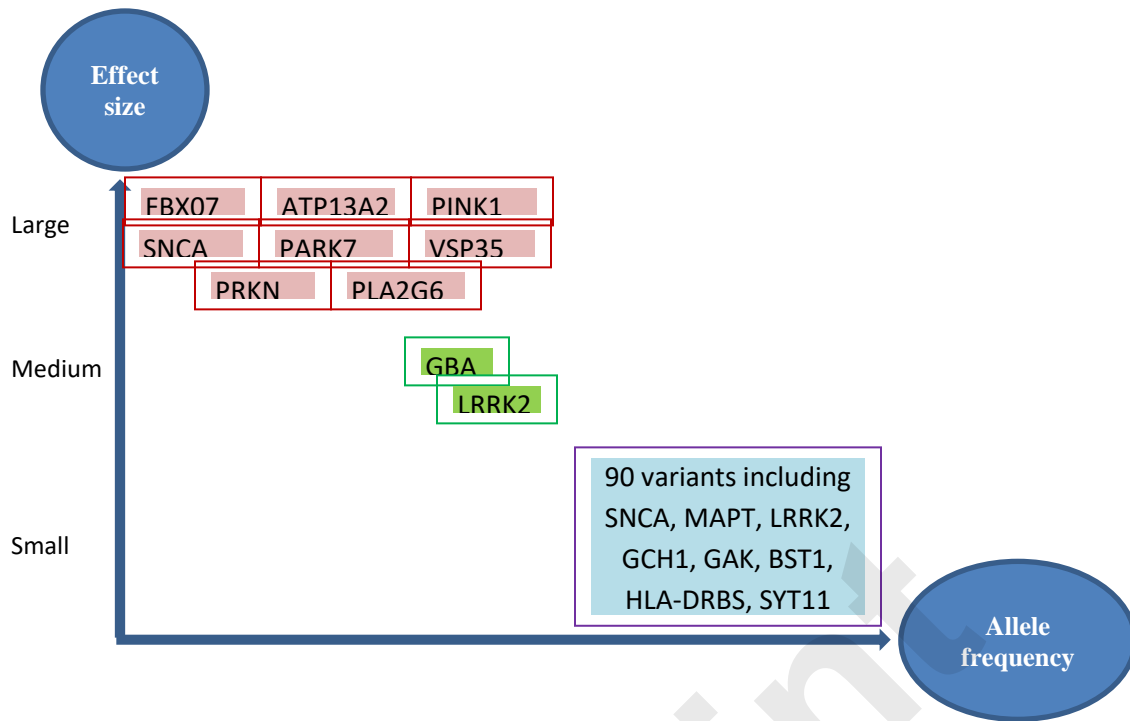 Effect
size
Large
FBX07 ATP13A2 PINK1
SNCA PARK7 VSP35
PRKN PLA2G6
Medium
GBA
LRRK2
Small
90 variants including
SNCA, MAPT, LRRK2,
GCH1, GAK, BST1,
HLA-DRBS, SYT11
Allele
frequency